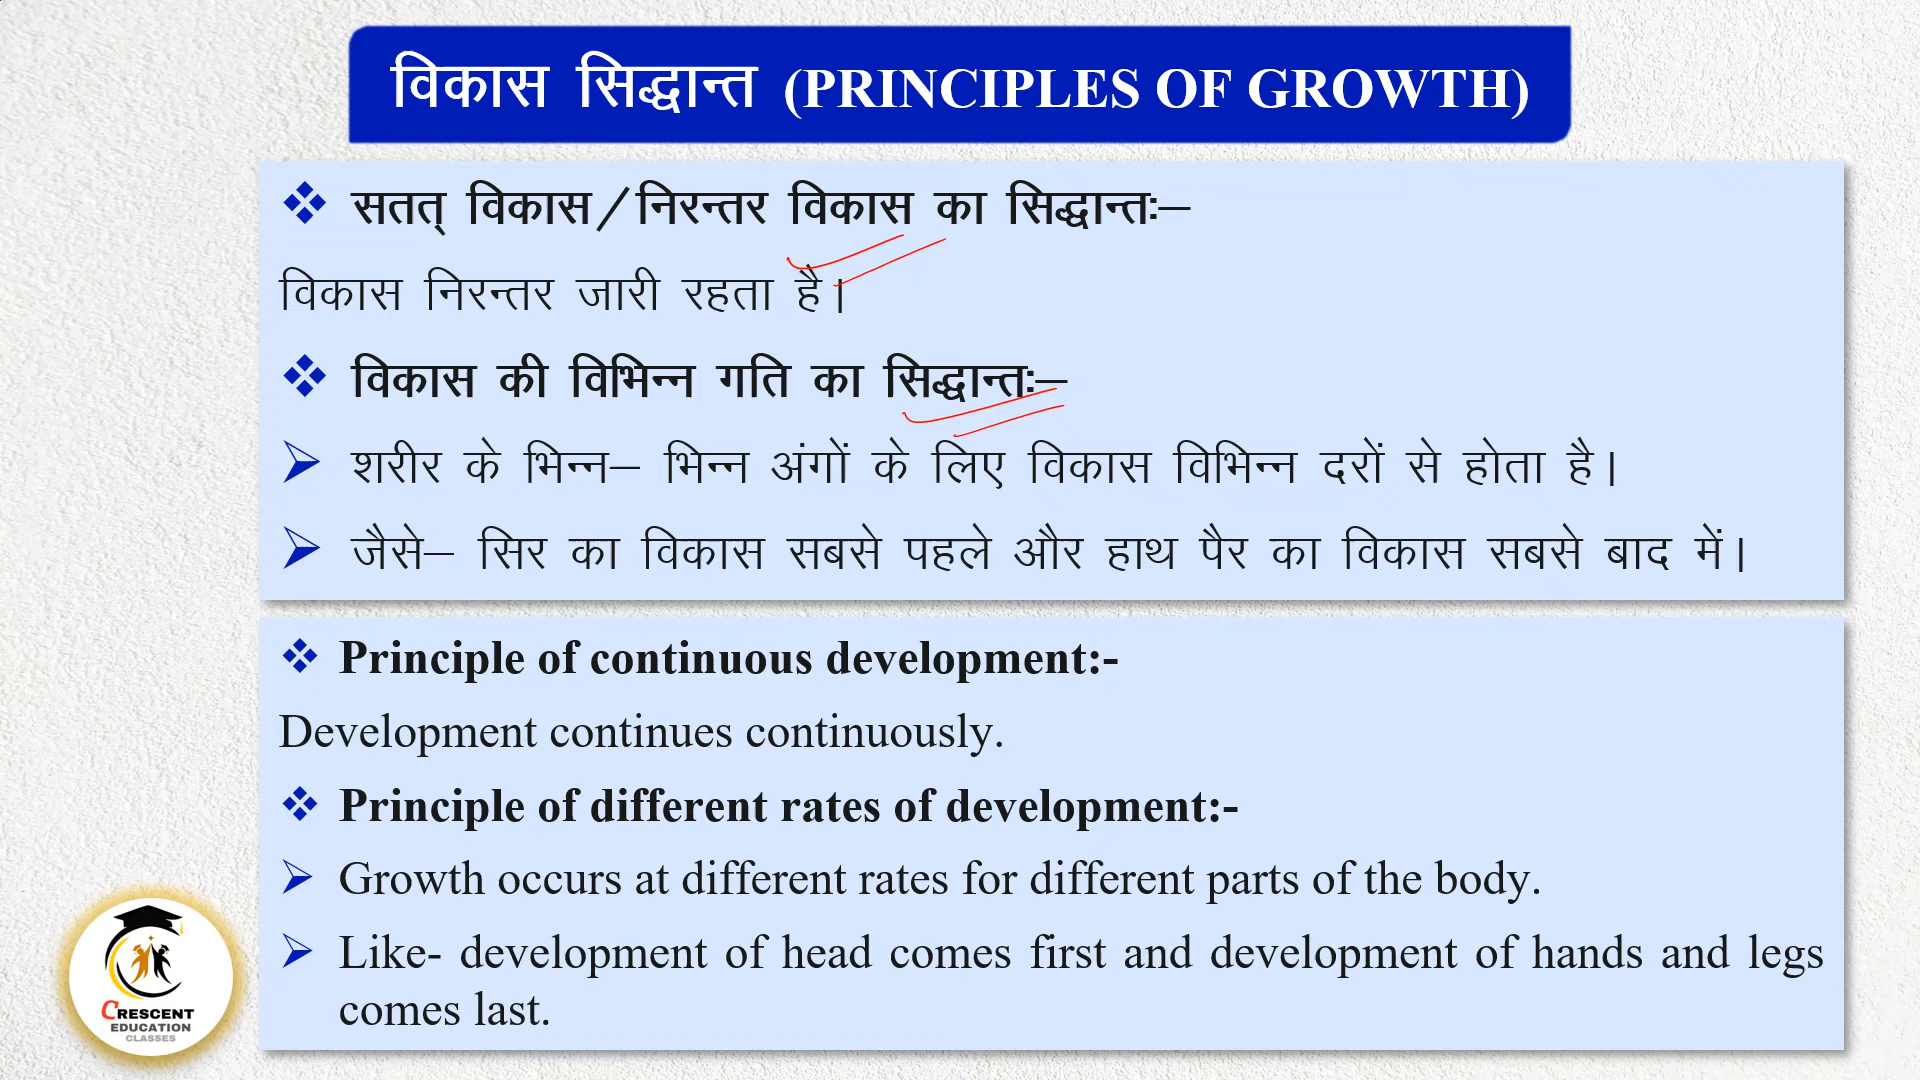 विकास सिद्धान्त (PRINCIPLES OF GROWTH)
❖ सतत् विकास/निरन्तर विकास का सिद्धान्तः–
विकास निरन्तर जारी रहता है।
❖ विकास की विभिन्न गति का सिद्धान्तः–
➢ शरीर के भिन्न– भिन्न अंगों के लिए विकास विभिन्न दरों से होता है।
➢ जैसे– सिर का विकास सबसे पहले और हाथ पैर का विकास सबसे बाद में।
❖ Principle of continuous development:-
Development continues continuously.
❖ Principle of different rates of development:-
➢ Growth occurs at different rates for different parts of the body.
➢ Like- development of head comes first and development of hands and legs
comes last.
CRESCENT
EDUCATION
CLASSES